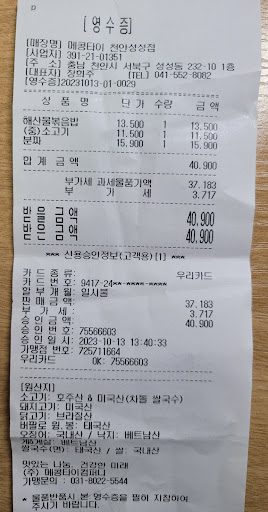 [영수증]
[매장명] 메콩타이 천안성성점
[사업자] 391-21-01351
[주 소] 충남 천안시 서북구 성성동 232-10 1층
[대표자] 장희주 [TEL] 041-552-8082
[영수증]20231013-01-0029
상 품 명 단 가 수량 금 액
해산물볶음밥 13,500 1 13,500
(중)소고기 11,500 1 11,500
분짜 15,900 1 15,900
합계 금액 40,900
부가세 과세물품가액 37,183
부 가 세 3,717
받을금액 40,900
받은금액 40,900
*** 신용승인정보(고객용) [1] ***
카드 종류: 우리카드
카드 번호: 9417-24**-****-****
할부개월: 일시불
판매금액: 37,183
부 가 세: 3,717
승인금액: 40,900
승인번호: 75566603
승인일시: 2023-10-13 13:40:33
가맹점 번호: 725711664
우리카드 OK: 75566603
[원산지]
소고기: 호주산 & 미국산(차돌 쌀국수)
돼지고기: 미국산
닭고기: 브라질산
버팔로 윙,봉: 태국산
오징어: 국내산 / 낙지: 베트남산
베트남산
쌀국수(면): 태국산 / 쌀: 국내산
맛있는 나눔, 건강한 미래
(주) 메콩타이컴퍼니
가맹문의 : 031-8022-5544
* 물품반품시 본 영수증을 필히 지참하여
주시기 바랍니다.